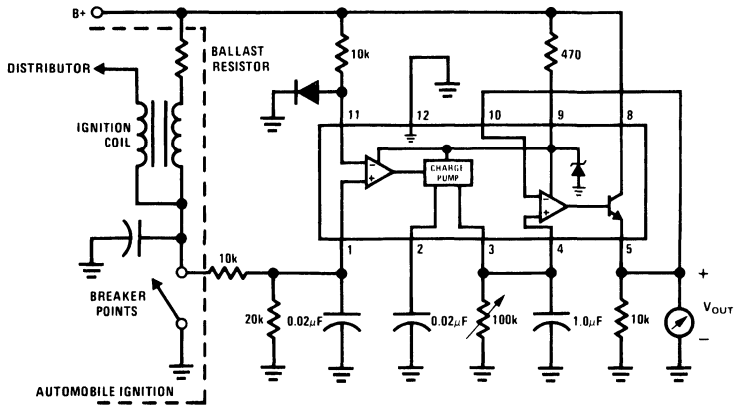 B+
BALLAST
RESISTOR
10k
470
DISTRIBUTOR
IGNITION
COIL
11
12
10
9
8
−
+
CHARGE
PUMP
−
+
1
2
3
4
5
10k
BREAKER
POINTS
20k
0.02μF
0.02μF
100k
1.0μF
10k
+
VOUT
−
AUTOMOBILE IGNITION